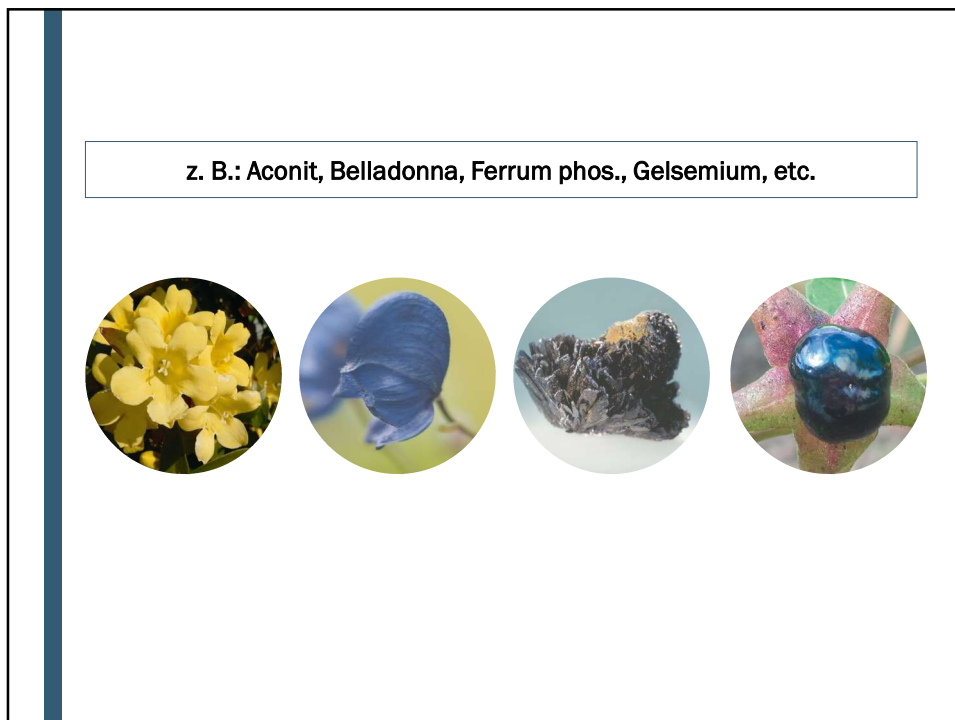 z. B.: Aconit, Belladonna, Ferrum phos., Gelsemium, etc.